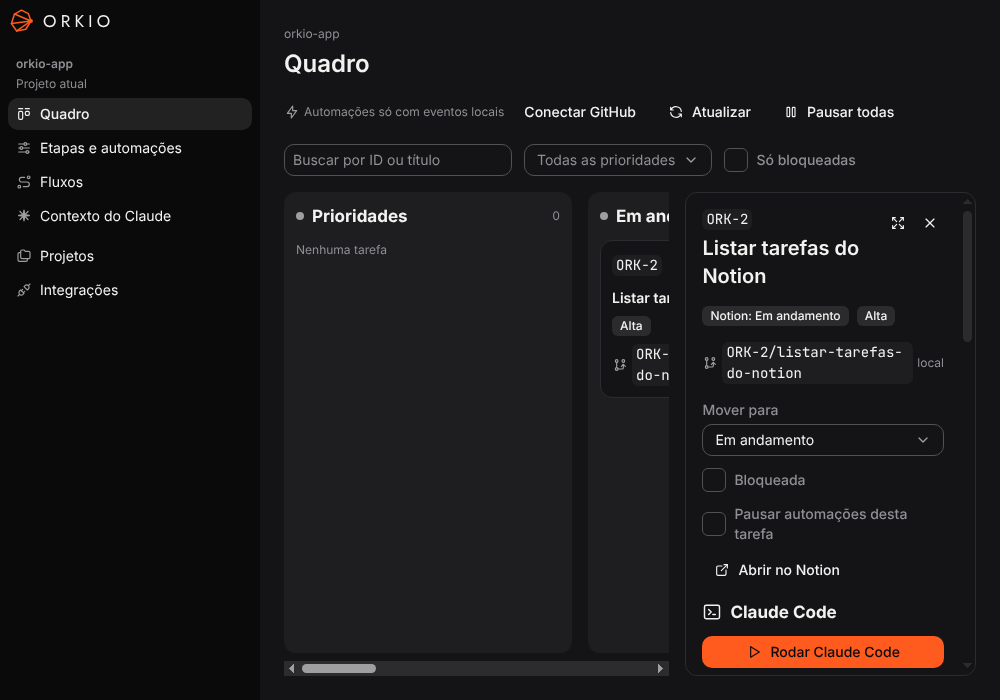 ORKIO
orkio-app
Projeto atual
Quadro
Etapas e automações
Fluxos
Contexto do Claude
Projetos
Integrações
orkio-app
Quadro
Automações só com eventos locais
Conectar GitHub
Atualizar
Pausar todas
Buscar por ID ou título
Todas as prioridades
Só bloqueadas
Prioridades
0
Nenhuma tarefa
Em an
ORK-2
Listar ta
Alta
ORK-
do-n
ORK-2
Listar tarefas do
Notion
Notion: Em andamento
Alta
ORK-2/listar-tarefas-
do-notion
local
Mover para
Em andamento
Bloqueada
Pausar automações desta
tarefa
Abrir no Notion
Claude Code
Rodar Claude Code